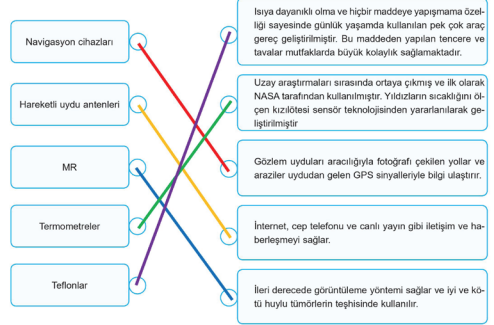 Navigasyon cihazları
Hareketli uydu antenleri
MR
Termometreler
Teflonlar
Isıya dayanıklı olma ve hiçbir maddeye yapışmama özel-
liği sayesinde günlük yaşamda kullanılan pek çok araç
gereç geliştirilmiştir. Bu maddeden yapılan tencere ve
tavalar mutfaklarda büyük kolaylık sağlamaktadır.
Uzay araştırmaları sırasında ortaya çıkmış ve ilk olarak
NASA tarafından kullanılmıştır. Yıldızların sıcaklığını öl-
çen kızılötesi sensör teknolojisinden yararlanılarak ge-
liştirilmiştir
Gözlem uyduları aracılığıyla fotoğrafı çekilen yollar ve
araziler uydudan gelen GPS sinyalleriyle bilgi ulaştırır.
İnternet, cep telefonu ve canlı yayın gibi iletişim ve ha-
berleşmeyi sağlar.
İleri derecede görüntüleme yöntemi sağlar ve iyi ve kö-
tü huylu tümörlerin teşhisinde kullanılır.